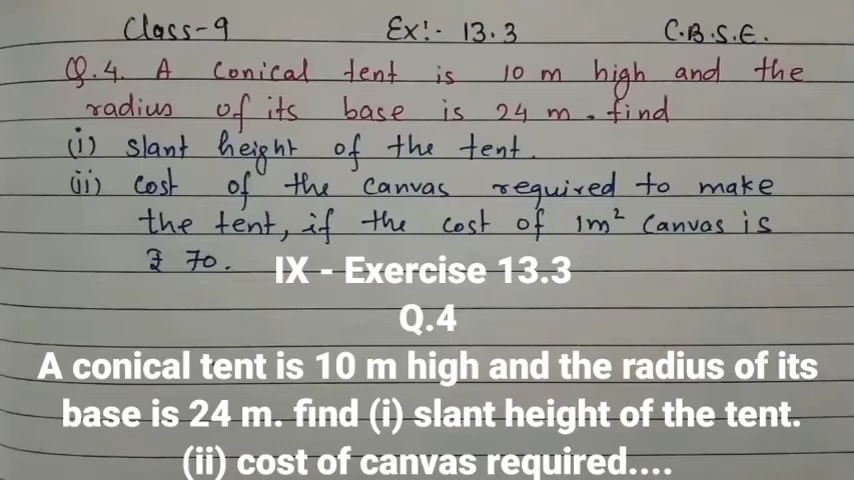 Class-9 Ex!- 13.3 C.B.S.E.
Q.4. A Conical tent is 10 m high and the
radius of its base is 24 m. find
(i) slant height of the tent.
(ii) cost of the canvas required to make
the tent, if the cost of 1m² canvas is
₹ 70.
IX - Exercise 13.3
Q.4
A conical tent is 10 m high and the radius of its
base is 24 m. find (i) slant height of the tent.
(ii) cost of canvas required....